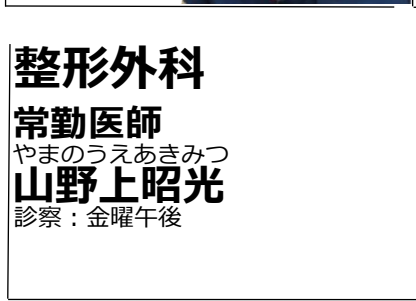 整形外科
常勤医師
やまのうえあきみつ
山野上昭光
診察：金曜午後